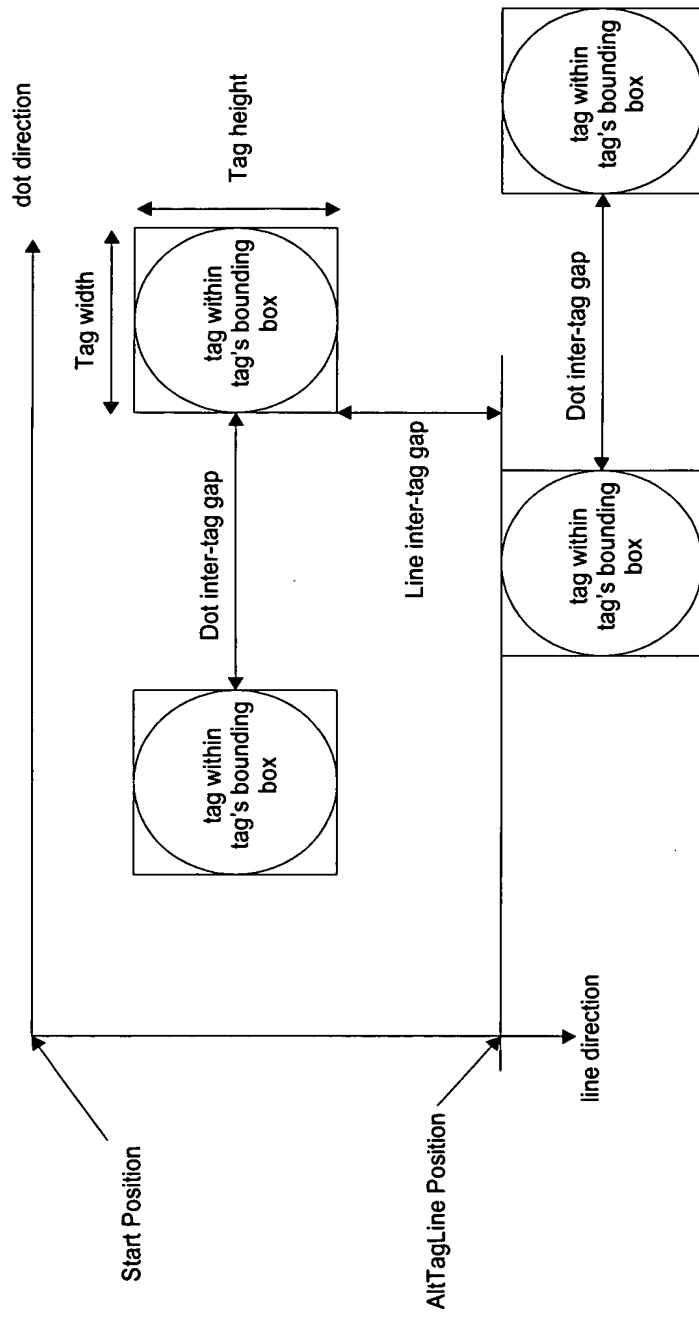 dot direction
Tag width
Tag height
tag within
tag's bounding
box
tag within
tag's bounding
box
Dot inter-tag gap
Line inter-tag gap
Start Position
AltTagLine Position
line direction
tag within
tag's bounding
box
tag within
tag's bounding
box
Dot inter-tag gap